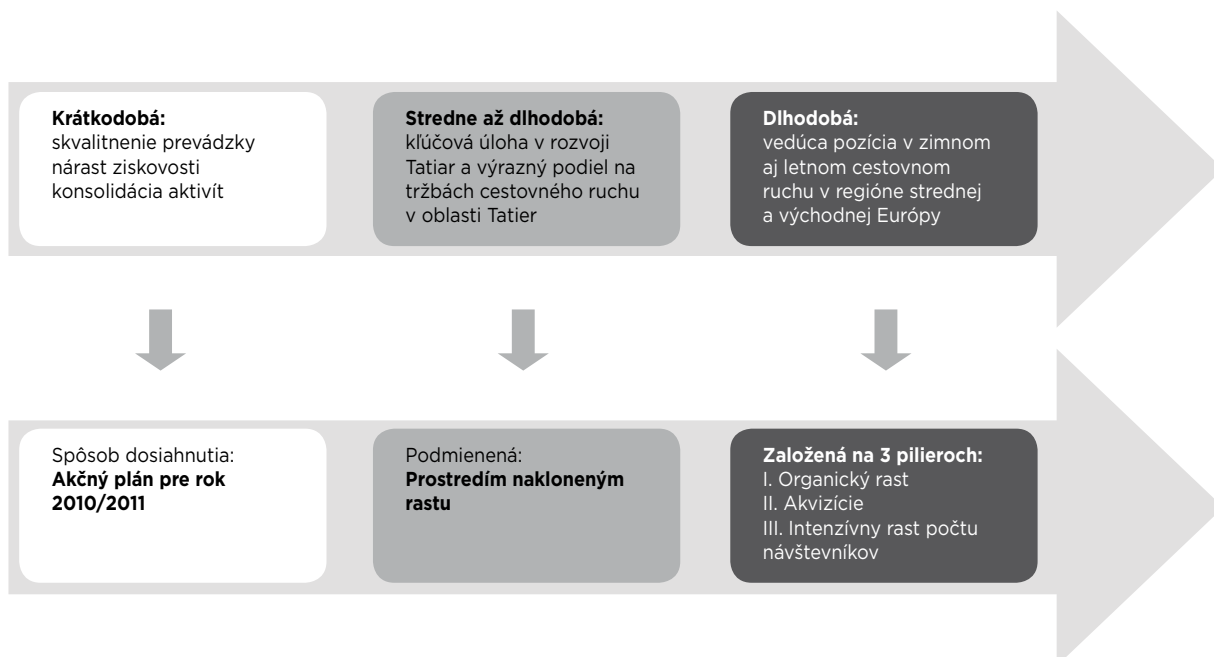 Krátkodobá:
skvalitnenie prevádzky
nárast ziskovosti
konsolidácia aktivít
Stredne až dlhodobá:
kľúčová úloha v rozvoji
Tatiar a výrazný podiel na
tržbách cestovného ruchu
v oblasti Tatier
Dlhodobá:
vedúca pozícia v zimnom
aj letnom cestovnom
ruchu v regióne strednej
a východnej Európy
Spôsob dosiahnutia:
Akčný plán pre rok
2010/2011
Podmienená:
Prostredím nakloneným
rastu
Založená na 3 pilieroch:
I. Organický rast
II. Akvizície
III. Intenzívny rast počtu
návštevníkov